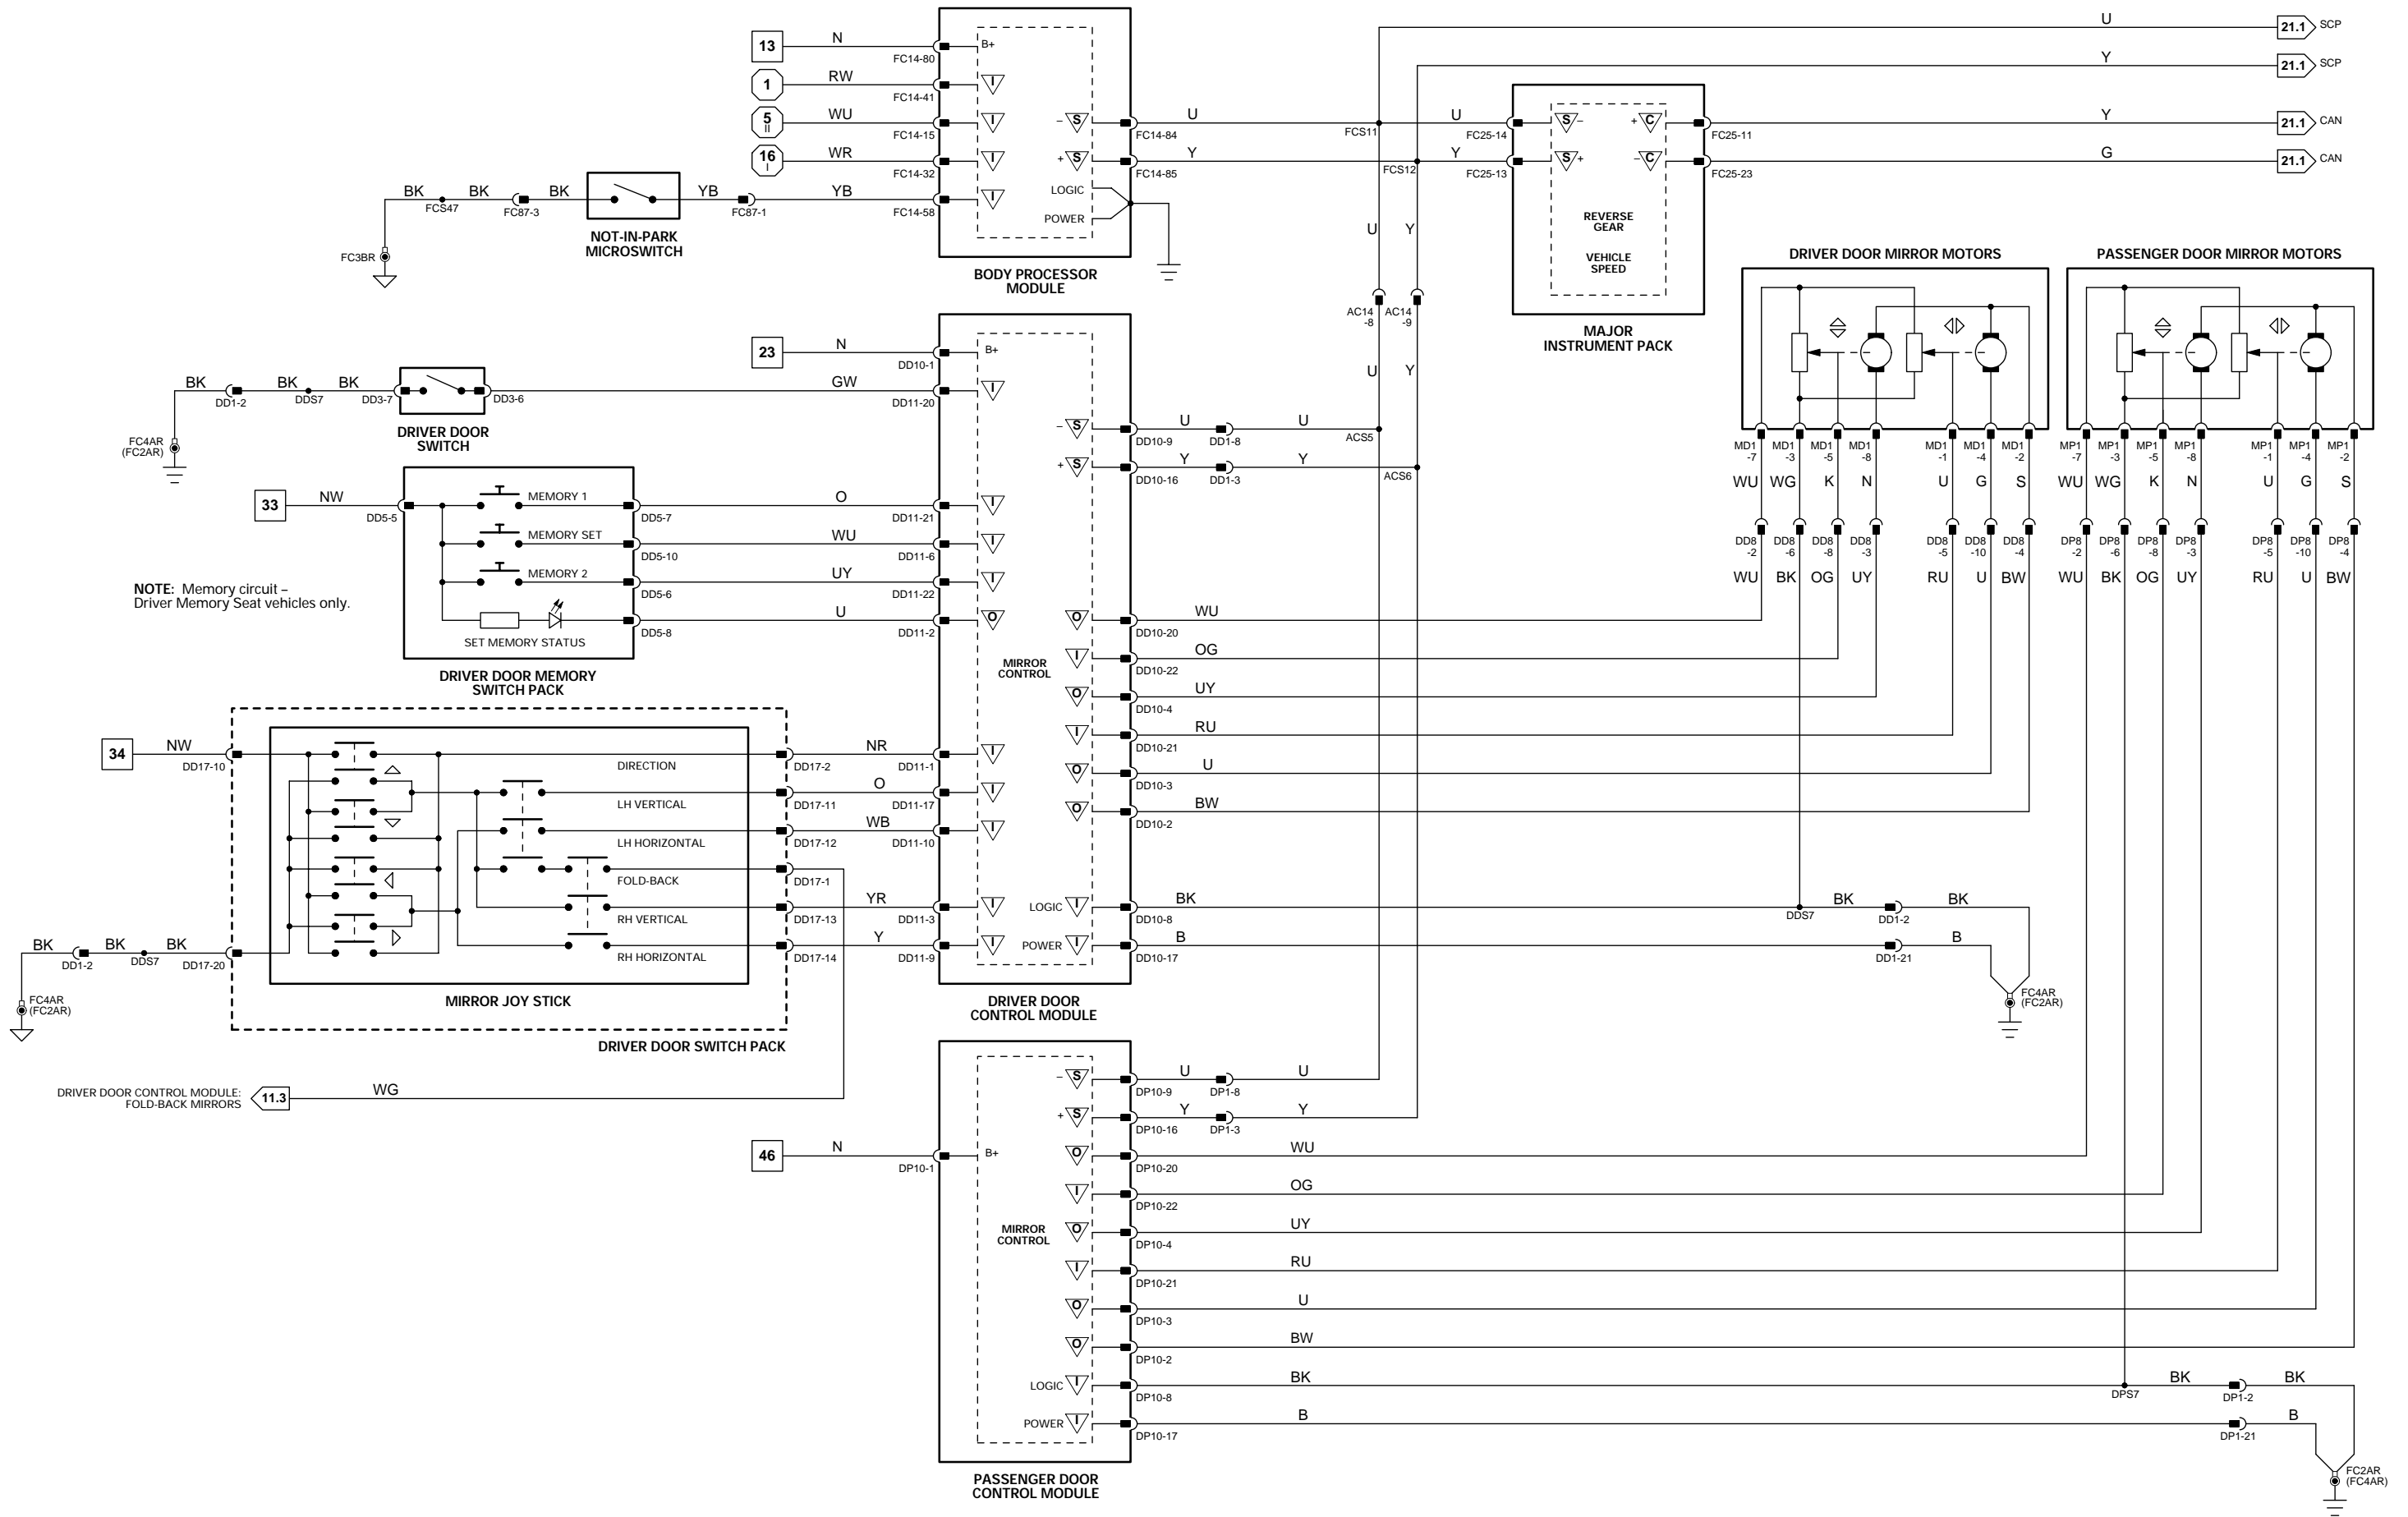 U
21.1
SCP
13
N
FC14-80
B+
Y
21.1
SCP
1
RW
FC14-41
I
5
II
WU
FC14-15
I
–
S
FC14-84
U
FCS11
U
FC25-14
S
–
+
C
FC25-11
Y
21.1
CAN
16
I
WR
FC14-32
I
+
S
FC14-85
Y
FCS12
Y
FC25-13
S
+
–
C
FC25-23
G
21.1
CAN
BK
FCS47
BK
FC87-3
BK
YB
FC87-1
YB
FC14-58
I
LOGIC
POWER
NOT-IN-PARK
MICROSWITCH
FC3BR
BODY PROCESSOR
MODULE
REVERSE
GEAR
VEHICLE
SPEED
MAJOR
INSTRUMENT PACK
U
Y
AC14
-8
AC14
-9
U
Y
DRIVER DOOR MIRROR MOTORS
PASSENGER DOOR MIRROR MOTORS
MD1
-7
MD1
-3
MD1
-5
MD1
-8
MD1
-1
MD1
-4
MD1
-2
MP1
-7
MP1
-3
MP1
-5
MP1
-8
MP1
-1
MP1
-4
MP1
-2
WU
WG
K
N
U
G
S
WU
WG
K
N
U
G
S
DD8
-2
DD8
-6
DD8
-8
DD8
-3
DD8
-5
DD8
-10
DD8
-4
DP8
-2
DP8
-6
DP8
-8
DP8
-3
DP8
-5
DP8
-10
DP8
-4
WU
BK
OG
UY
RU
U
BW
WU
BK
OG
UY
RU
U
BW
23
N
DD10-1
B+
BK
DD1-2
BK
DDS7
BK
DD3-7
DD3-6
GW
DD11-20
I
DRIVER DOOR
SWITCH
FC4AR
(FC2AR)
–
S
DD10-9
U
DD1-8
U
ACS5
+
S
DD10-16
Y
DD1-3
Y
ACS6
33
NW
DD5-5
MEMORY 1
DD5-7
O
DD11-21
I
MEMORY SET
DD5-10
WU
DD11-6
I
MEMORY 2
DD5-6
UY
DD11-22
I
SET MEMORY STATUS
DD5-8
U
DD11-2
O
NOTE: Memory circuit –
Driver Memory Seat vehicles only.
DRIVER DOOR MEMORY
SWITCH PACK
MIRROR
CONTROL
O
DD10-20
WU
I
DD10-22
OG
O
DD10-4
UY
I
DD10-21
RU
O
DD10-3
U
O
DD10-2
BW
34
NW
DD17-10
DIRECTION
DD17-2
NR
DD11-1
I
LH VERTICAL
DD17-11
O
DD11-17
I
LH HORIZONTAL
DD17-12
WB
DD11-10
I
FOLD-BACK
DD17-1
RH VERTICAL
DD17-13
YR
DD11-3
I
RH HORIZONTAL
DD17-14
Y
DD11-9
I
LOGIC
I
DD10-8
BK
DDS7
BK
DD1-2
BK
POWER
I
DD10-17
B
DD1-21
B
FC4AR
(FC2AR)
BK
DD1-2
BK
DDS7
BK
DD17-20
FC4AR
(FC2AR)
MIRROR JOY STICK
DRIVER DOOR SWITCH PACK
DRIVER DOOR
CONTROL MODULE
DRIVER DOOR CONTROL MODULE:
FOLD-BACK MIRRORS
11.3
WG
–
S
DP10-9
U
DP1-8
U
+
S
DP10-16
Y
DP1-3
Y
46
N
DP10-1
B+
O
DP10-20
WU
I
DP10-22
OG
MIRROR
CONTROL
O
DP10-4
UY
I
DP10-21
RU
O
DP10-3
U
O
DP10-2
BW
LOGIC
I
DP10-8
BK
DPS7
BK
DP1-2
BK
POWER
I
DP10-17
B
DP1-21
B
FC2AR
(FC4AR)
PASSENGER DOOR
CONTROL MODULE